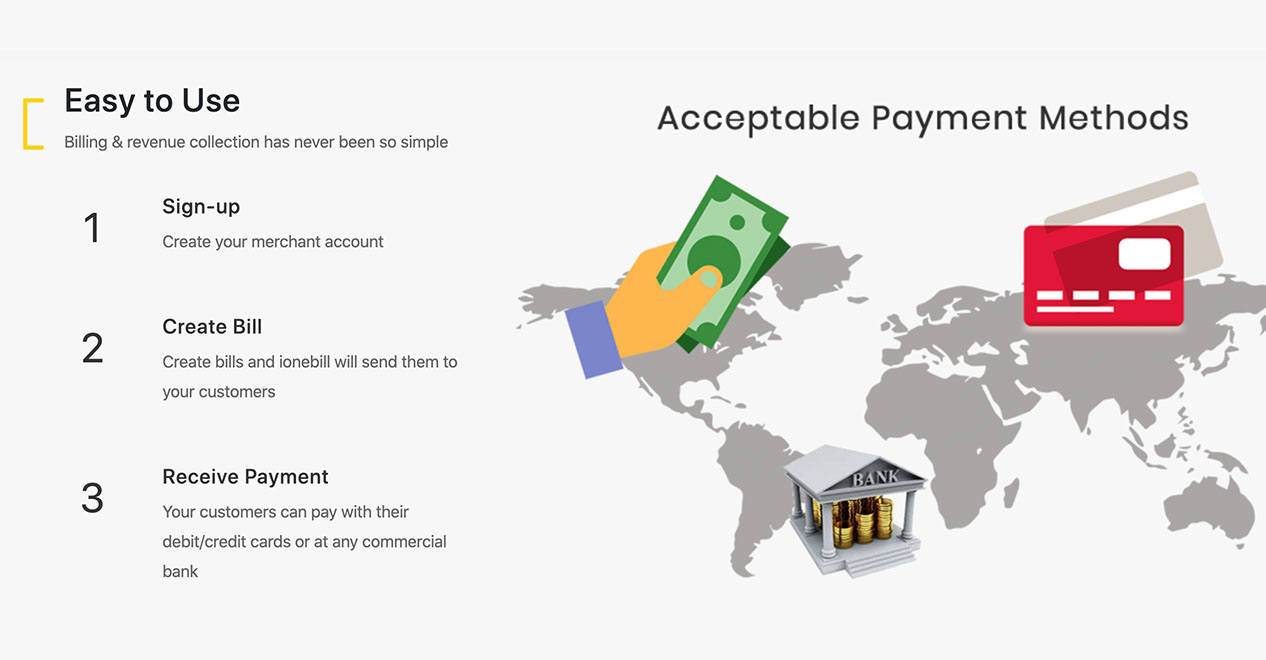 Easy to Use
Billing & revenue collection has never been so simple
1
Sign-up
Create your merchant account
2
Create Bill
Create bills and ionebill will send them to
your customers
3
Receive Payment
Your customers can pay with their
debit/credit cards or at any commercial
bank
Acceptable Payment Methods
BANK